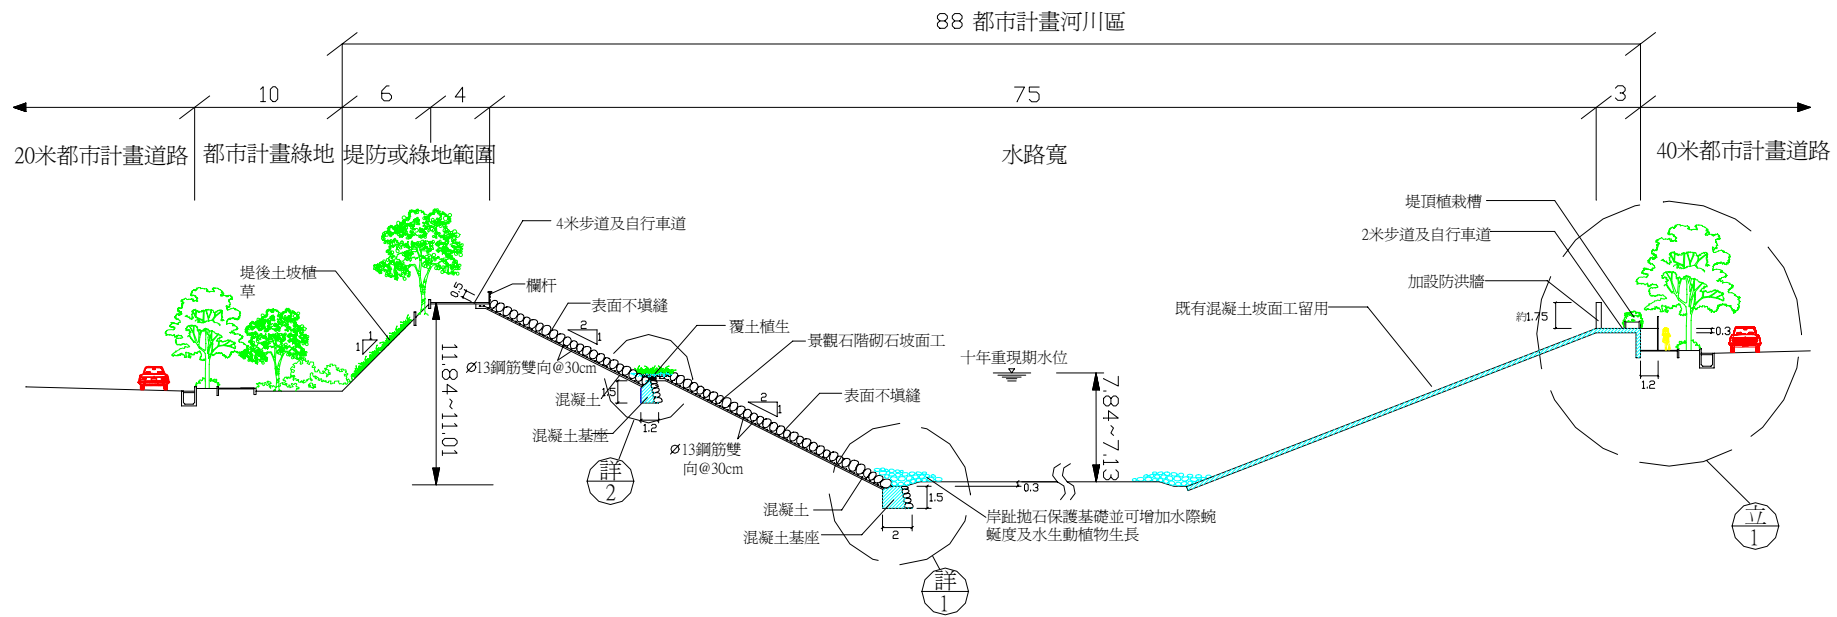 88 都市計畫河川區
10
6
4
75
3
20米都市計畫道路
都市計畫綠地
堤防或綠地範圍
水路寬
40米都市計畫道路
堤頂植栽槽
4米步道及自行車道
2米步道及自行車道
堤後土坡植
草
0.5
欄杆
加設防洪牆
表面不塡縫
既有混凝土坡面工留用
約1.75
2
1
覆土植生
0.3
1
1
景觀石階砌石坡面工
十年重現期水位
Ø13鋼筋雙向@30cm
1.5
1.2
混凝土
2
1
表面不塡縫
11.84~11.01
7.84~7.13
混凝土基座
1.2
Ø13鋼筋雙
向@30cm
詳
2
0.3
1.5
混凝土
岸趾拋石保護基礎並可增加水際蜿
蜒度及水生動植物生長
混凝土基座
2
立
1
詳
1